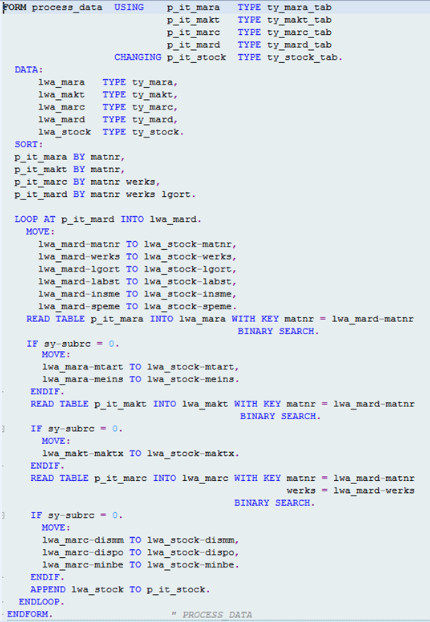 FORM process_data USING p_it_mara TYPE ty_mara_tab
p_it_makt TYPE ty_makt_tab
p_it_marc TYPE ty_marc_tab
p_it_mard TYPE ty_mard_tab
CHANGING p_it_stock TYPE ty_stock_tab.
DATA:
lwa_mara TYPE ty_mara,
lwa_makt TYPE ty_makt,
lwa_marc TYPE ty_marc,
lwa_mard TYPE ty_mard,
lwa_stock TYPE ty_stock.
SORT:
p_it_mara BY matnr,
p_it_makt BY matnr,
p_it_marc BY matnr werks,
p_it_mard BY matnr werks lgort.
LOOP AT p_it_mard INTO lwa_mard.
MOVE:
lwa_mard-matnr TO lwa_stock-matnr,
lwa_mard-werks TO lwa_stock-werks,
lwa_mard-lgort TO lwa_stock-lgort,
lwa_mard-labst TO lwa_stock-labst,
lwa_mard-insme TO lwa_stock-insme,
lwa_mard-speme TO lwa_stock-speme.
READ TABLE p_it_mara INTO lwa_mara WITH KEY matnr = lwa_mard-matnr
BINARY SEARCH.
IF sy-subrc = 0.
MOVE:
lwa_mara-mtart TO lwa_stock-mtart,
lwa_mara-meins TO lwa_stock-meins.
ENDIF.
READ TABLE p_it_makt INTO lwa_makt WITH KEY matnr = lwa_mard-matnr
BINARY SEARCH.
IF sy-subrc = 0.
MOVE:
lwa_makt-maktx TO lwa_stock-maktx.
ENDIF.
READ TABLE p_it_marc INTO lwa_marc WITH KEY matnr = lwa_mard-matnr
werks = lwa_mard-werks
BINARY SEARCH.
IF sy-subrc = 0.
MOVE:
lwa_marc-dismm TO lwa_stock-dismm,
lwa_marc-dispo TO lwa_stock-dispo,
lwa_marc-minbe TO lwa_stock-minbe.
ENDIF.
APPEND lwa_stock TO p_it_stock.
ENDLOOP.
ENDFORM. " PROCESS_DATA